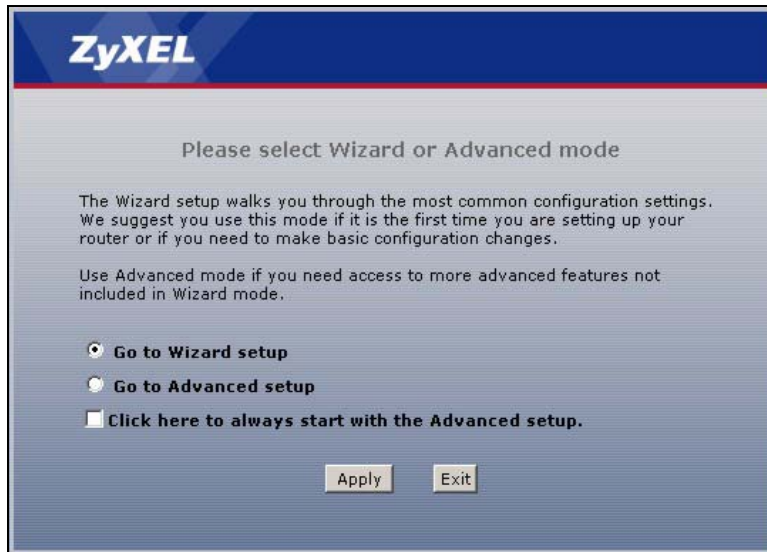 ZyXEL
Please select Wizard or Advanced mode
The Wizard setup walks you through the most common configuration settings.
We suggest you use this mode if it is the first time you are setting up your
router or if you need to make basic configuration changes.
Use Advanced mode if you need access to more advanced features not
included in Wizard mode.
Go to Wizard setup
Go to Advanced setup
Click here to always start with the Advanced setup.
Apply Exit